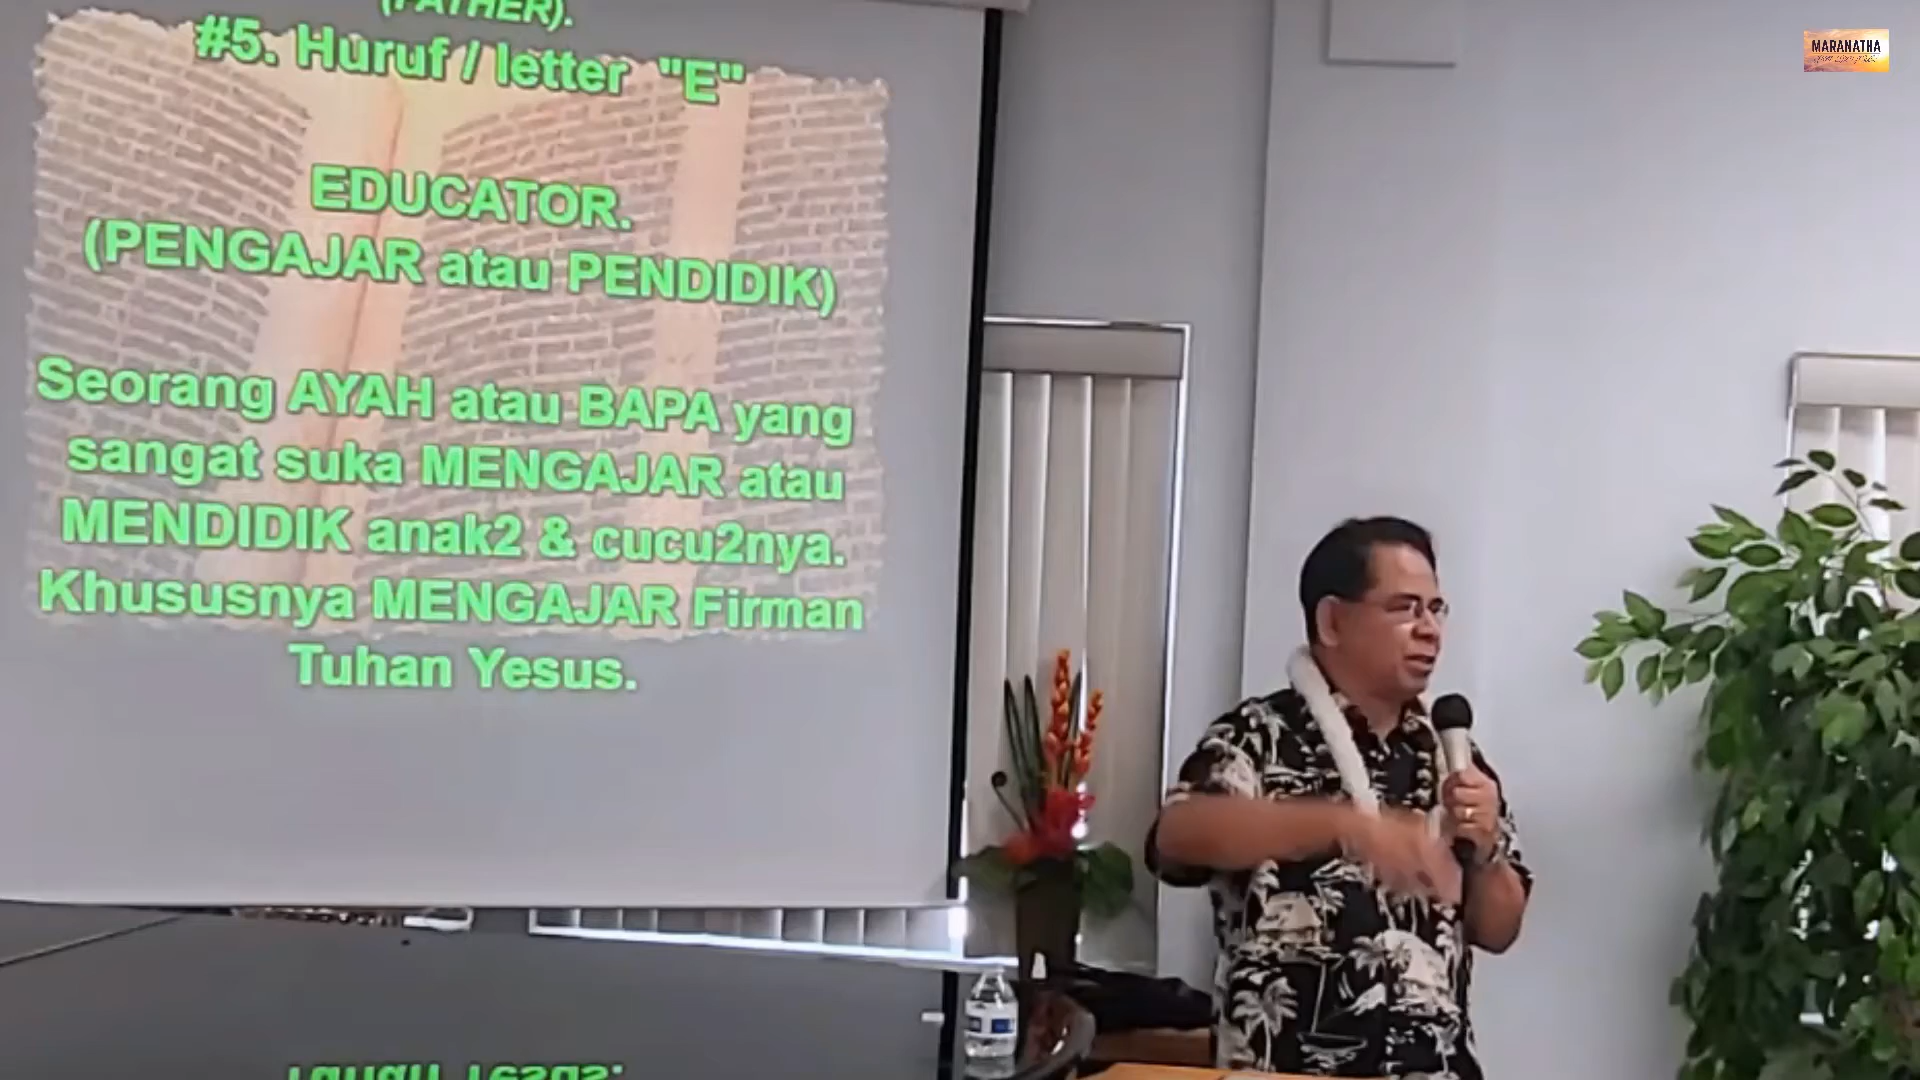 (FATHER).
#5. Huruf / letter "E"
EDUCATOR.
(PENGAJAR atau PENDIDIK)
Seorang AYAH atau BAPA yang
sangat suka MENGAJAR atau
MENDIDIK anak2 & cucu2nya.
Khususnya MENGAJAR Firman
Tuhan Yesus.
MARANATHA